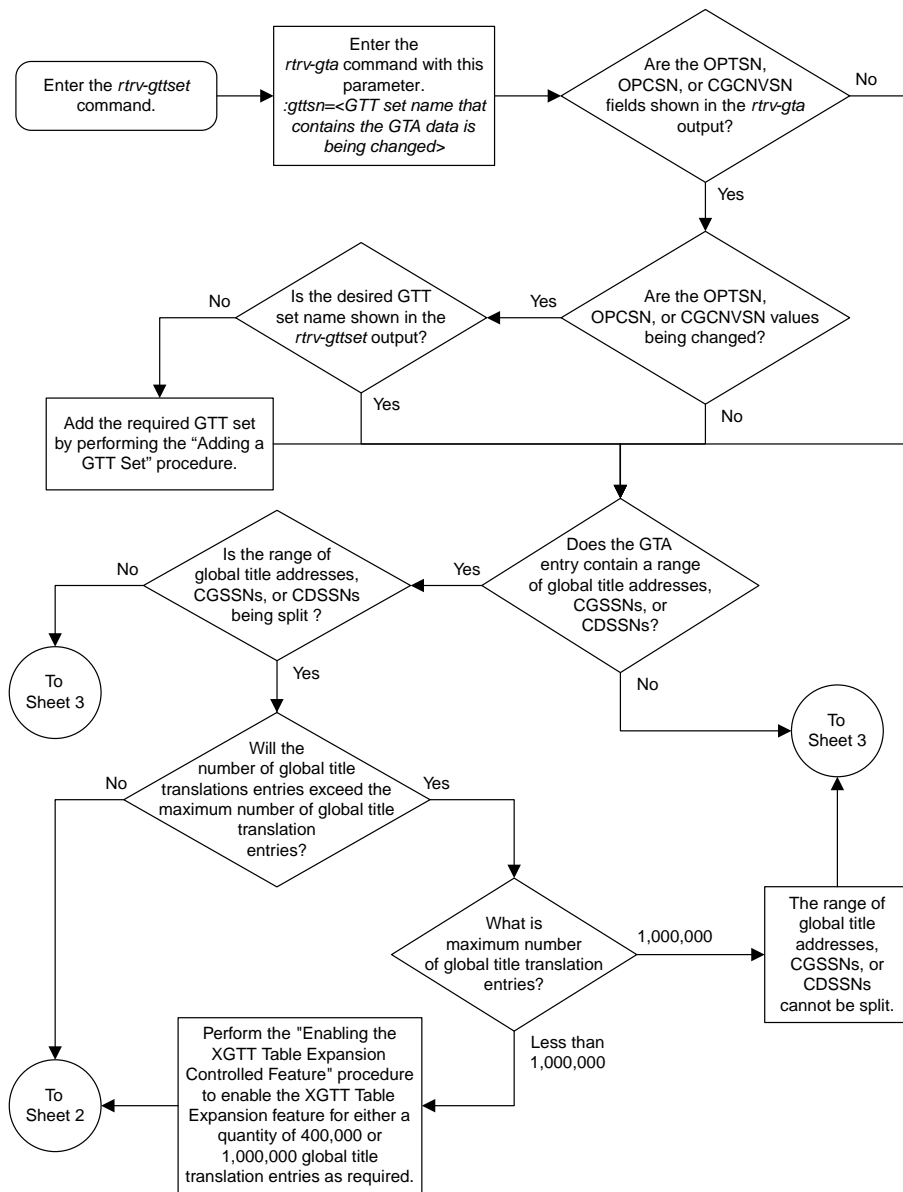 Enter the rtrv-gttset
command.
Enter the
rtrv-gta command with this
parameter.
:gttsn=<GTT set name that
contains the GTA data is
being changed>
Are the OPTSN,
OPCSN, or CGCNVSN
fields shown in the rtrv-gta
output?
No
Yes
Are the OPTSN,
OPCSN, or CGCNVSN values
being changed?
Yes
No
Is the desired GTT
set name shown in the
rtrv-gttset output?
No
Yes
Add the required GTT set
by performing the “Adding a
GTT Set” procedure.
Does the GTA
entry contain a range
of global title addresses,
CGSSNs, or
CDSSNs?
Yes
No
Is the range of
global title addresses,
CGSSNs, or CDSSNs
being split ?
No
Yes
To
Sheet 3
To
Sheet 3
Will the
number of global title
translations entries exceed the
maximum number of global title
translation
entries?
No
Yes
What is
maximum number
of global title translation
entries?
1,000,000
Less than
1,000,000
The range of
global title
addresses,
CGSSNs, or
CDSSNs
cannot be split.
Perform the "Enabling the
XGTT Table Expansion
Controlled Feature" procedure
to enable the XGTT Table
Expansion feature for either a
quantity of 400,000 or
1,000,000 global title
translation entries as required.
To
Sheet 2